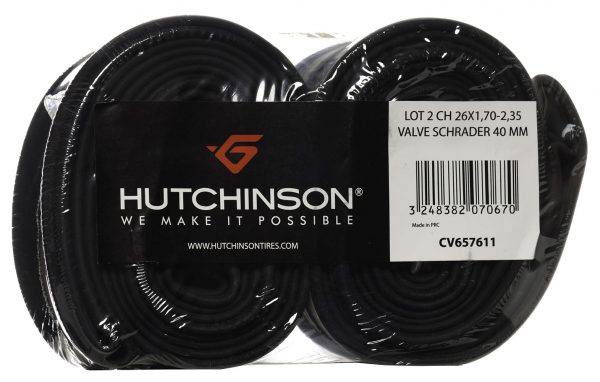 HUTCHINSON®
WE MAKE IT POSSIBLE
WWW.HUTCHINSONTIRES.COM
LOT 2 CH 26X1,70-2,35
VALVE SCHRADER 40 MM
3 248382 070670
Made in PRC
CV657611